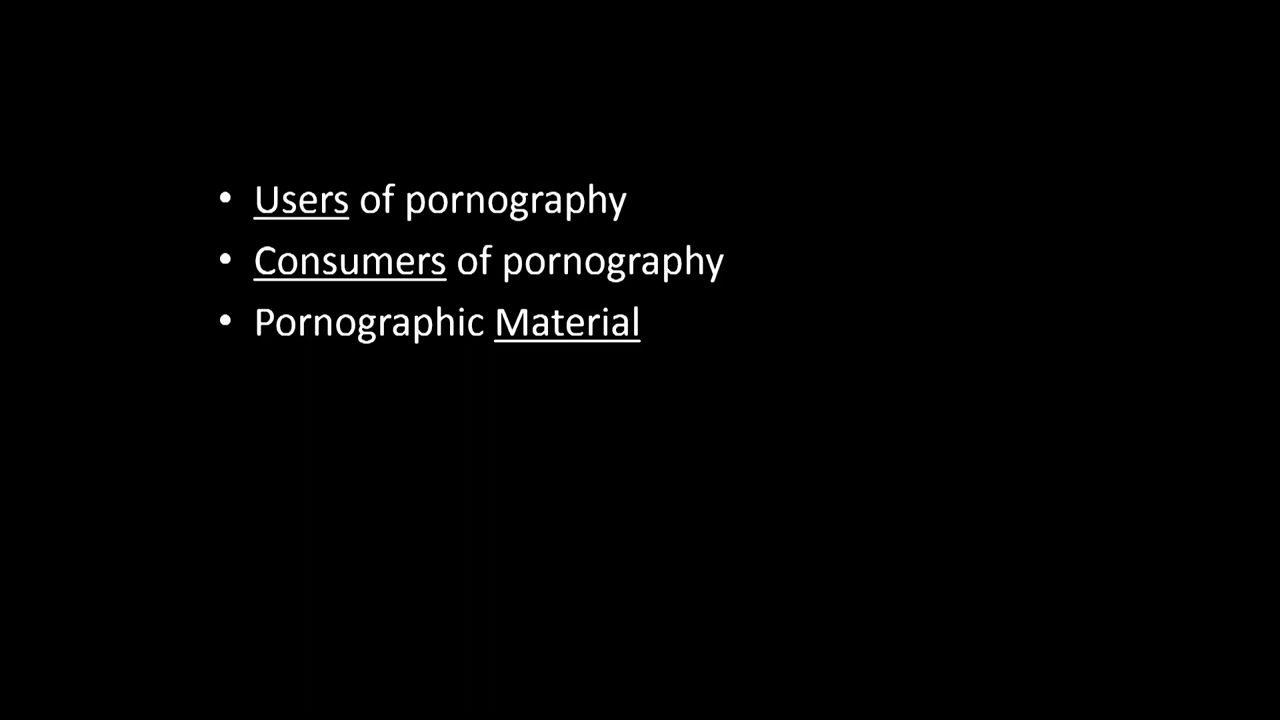 • Users of pornography
• Consumers of pornography
• Pornographic Material